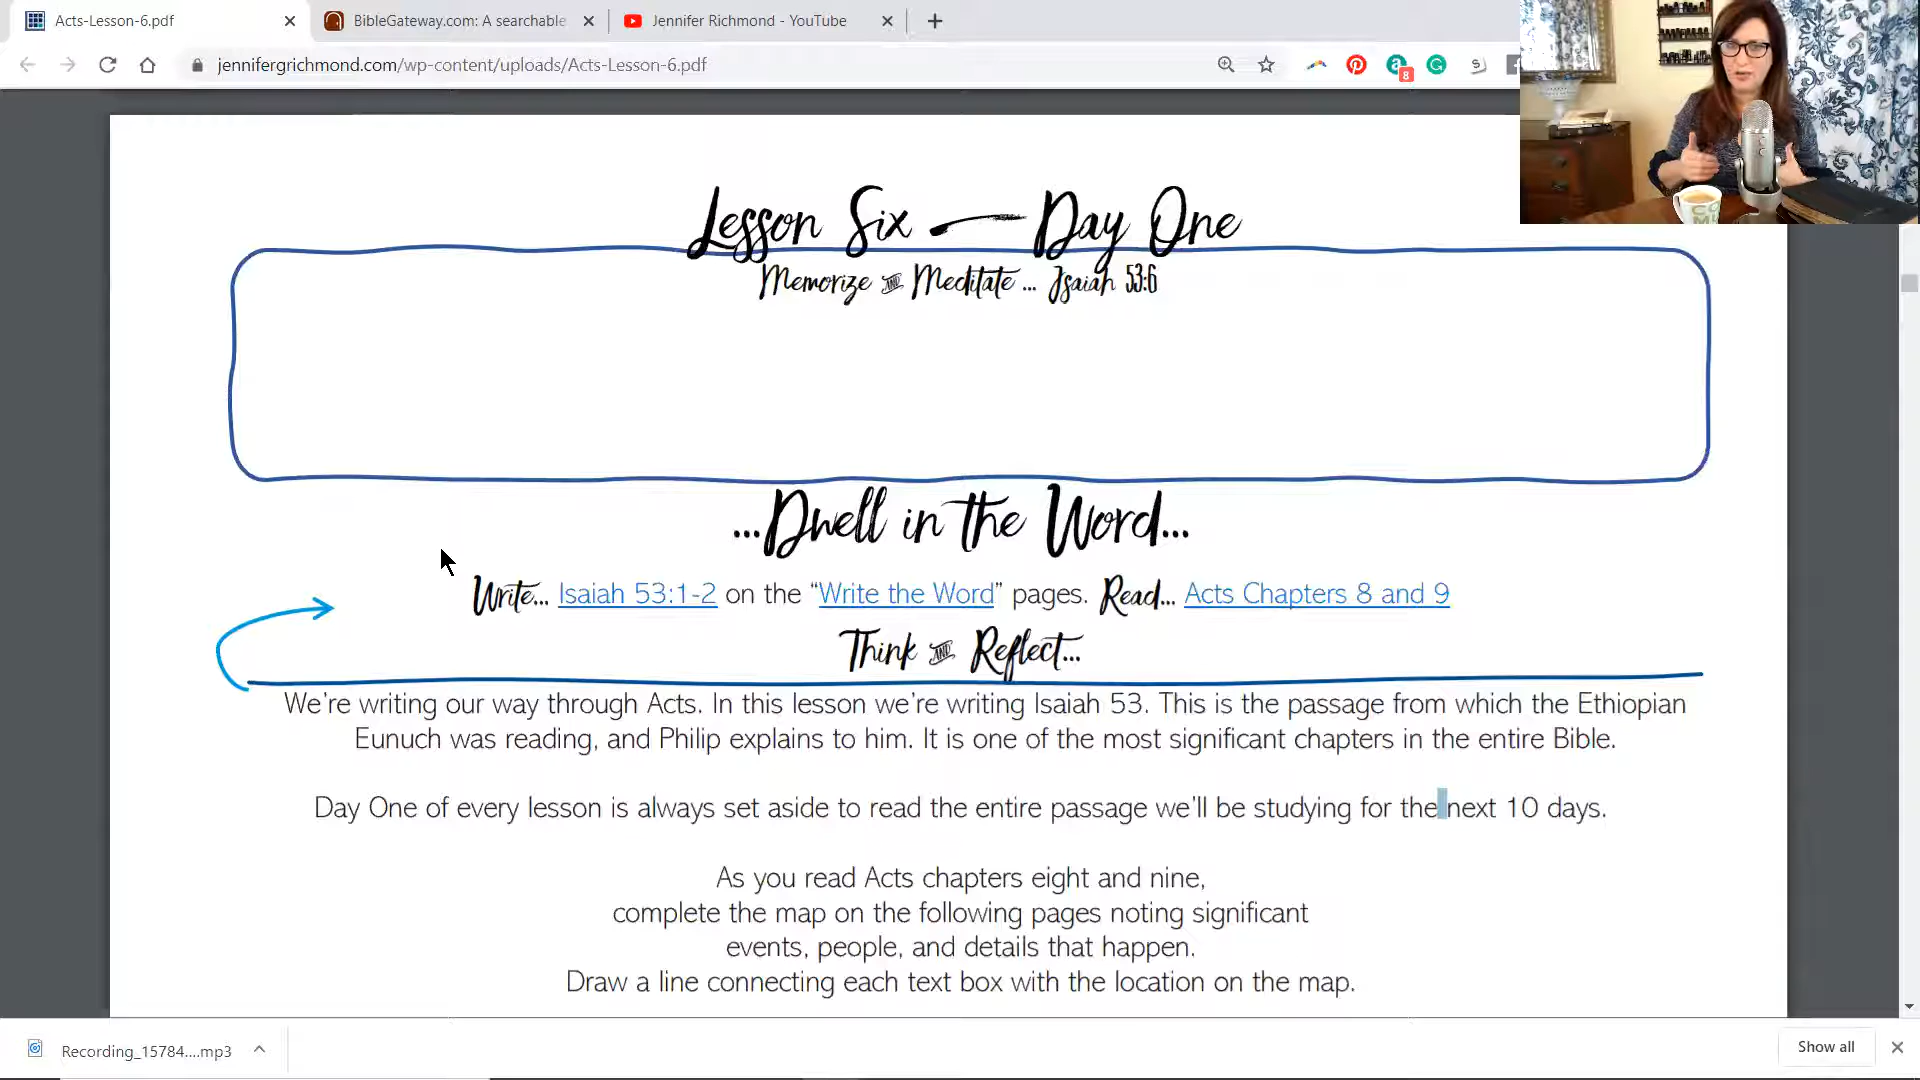 Acts-Lesson-6.pdf
BibleGateway.com: A searchable
Jennifer Richmond - YouTube
jennifergrichmond.com/wp-content/uploads/Acts-Lesson-6.pdf
8
Lesson Six — Day One
Memorize AND Meditate ... Isaiah 53:6
...Dwell in the Word...
Write... Isaiah 53:1-2 on the “Write the Word” pages. Read... Acts Chapters 8 and 9
Think AND Reflect...
We’re writing our way through Acts. In this lesson we’re writing Isaiah 53. This is the passage from which the Ethiopian
Eunuch was reading, and Philip explains to him. It is one of the most significant chapters in the entire Bible.
Day One of every lesson is always set aside to read the entire passage we’ll be studying for the next 10 days.
As you read Acts chapters eight and nine,
complete the map on the following pages noting significant
events, people, and details that happen.
Draw a line connecting each text box with the location on the map.
Recording_15784....mp3
Show all